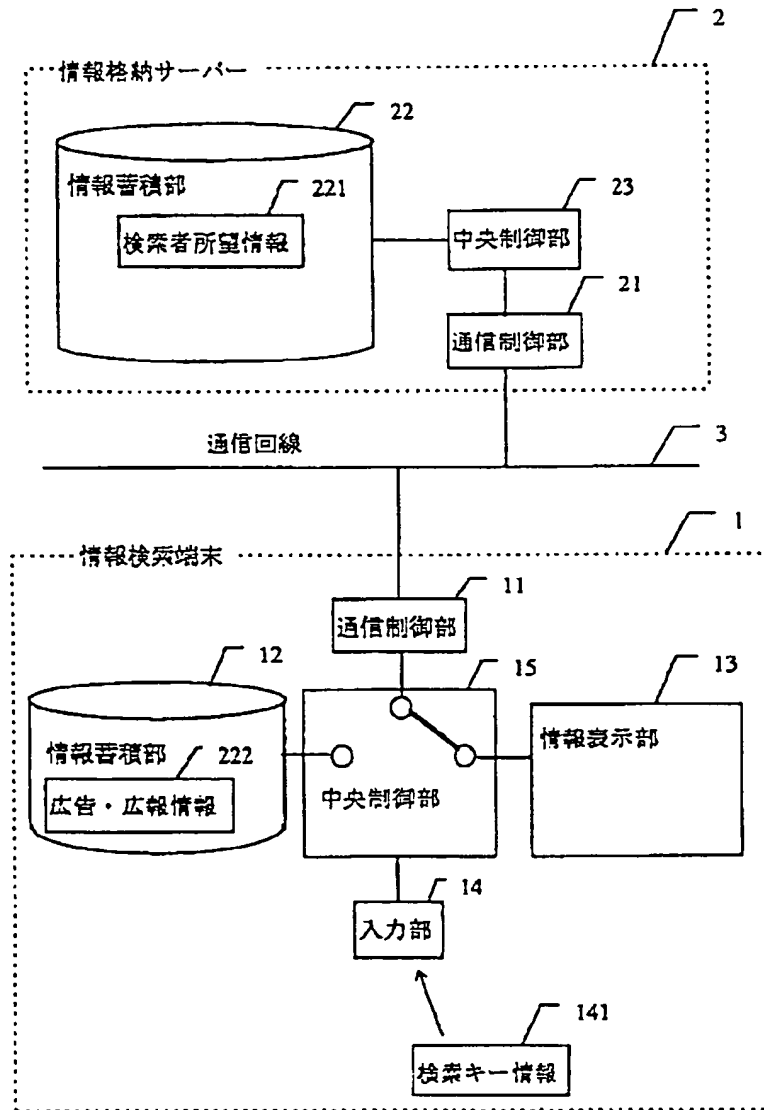 2
情報格納サーバー
22
情報蓄積部
221
検索者所望情報
23
中央制御部
21
通信制御部
通信回線
3
1
情報検索端末
11
通信制御部
12
15
13
情報蓄積部
222
広告・広報情報
中央制御部
情報表示部
14
入力部
141
検索キー情報